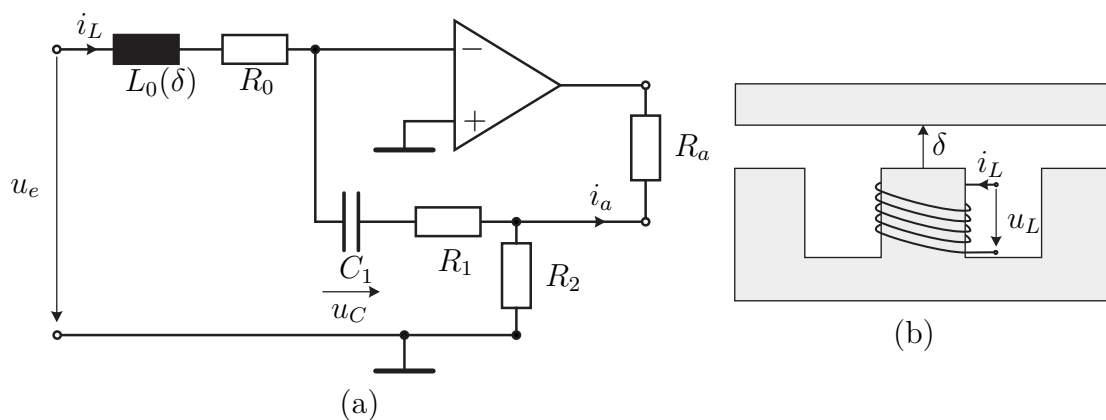 i_L
L_0(δ)
R_0
−
+
R_a
u_e
i_a
C_1
R_1
R_2
u_C
(a)
δ
i_L
u_L
(b)